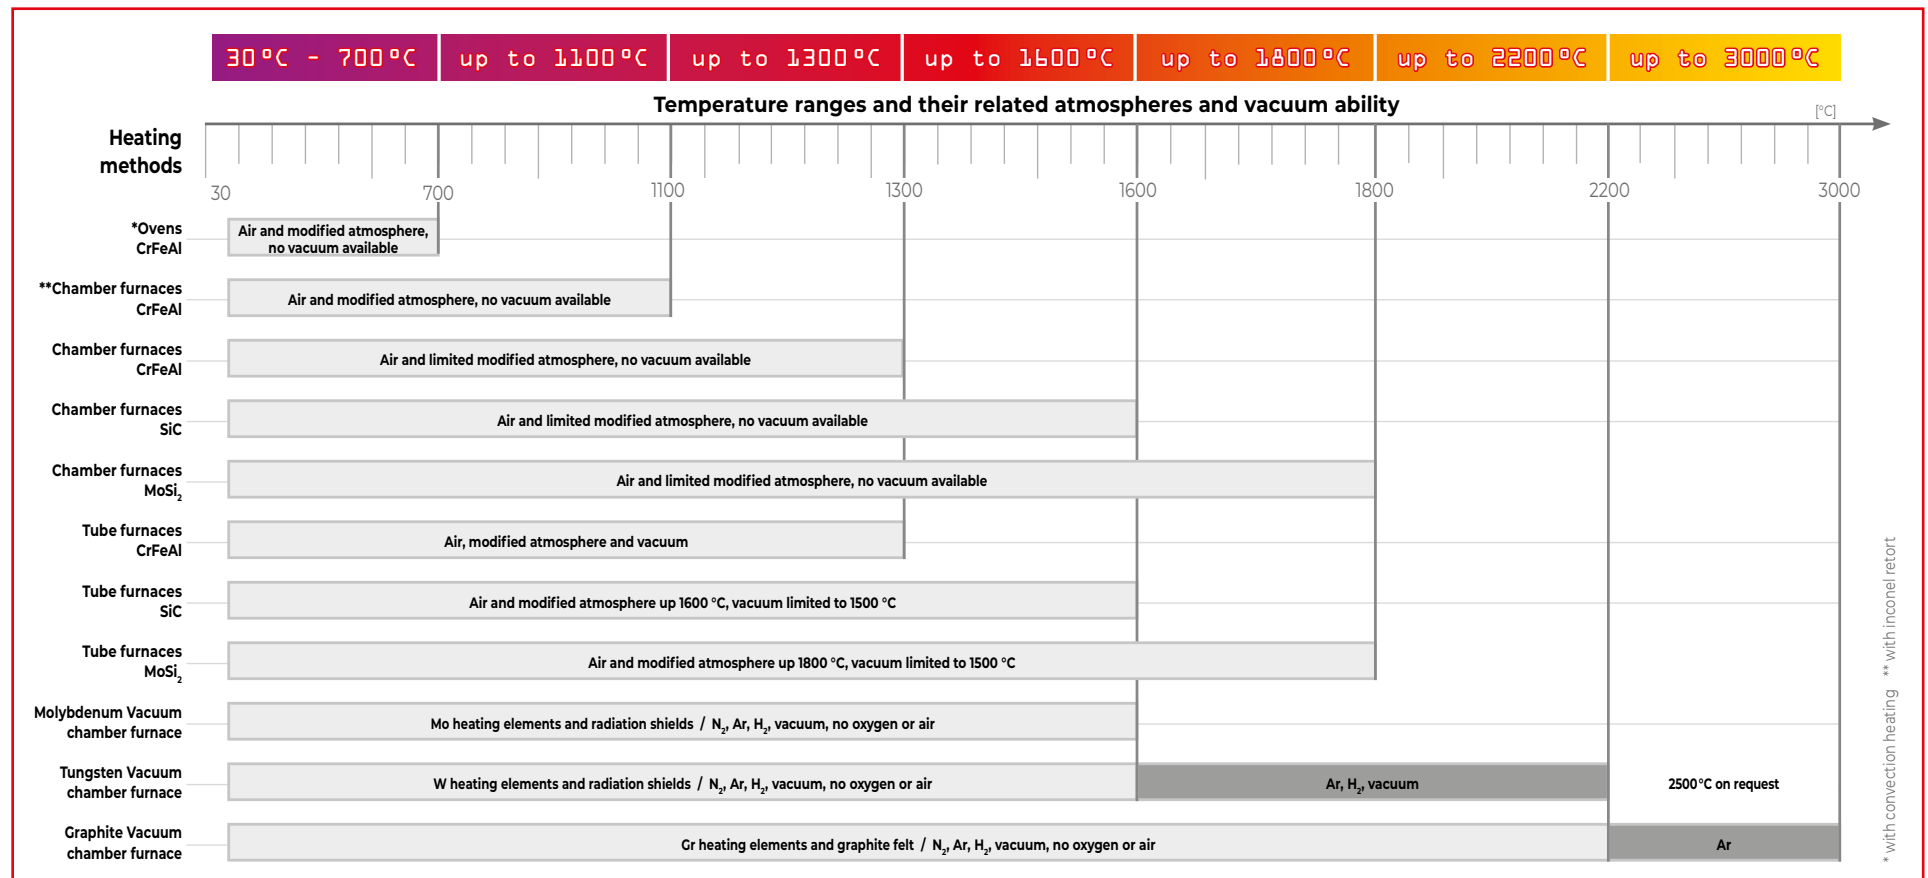 30°C - 700°C
up to 1100°C
up to 1300°C
up to 1600°C
up to 1800°C
up to 2200°C
up to 3000°C
Temperature ranges and their related atmospheres and vacuum ability
[°C]
Heating
methods
30
700
1100
1300
1600
1800
2200
3000
*Ovens
CrFeAl
Air and modified atmosphere,
no vacuum available
**Chamber furnaces
CrFeAl
Air and modified atmosphere, no vacuum available
Chamber furnaces
CrFeAl
Air and limited modified atmosphere, no vacuum available
Chamber furnaces
SiC
Air and limited modified atmosphere, no vacuum available
Chamber furnaces
MoSi₂
Air and limited modified atmosphere, no vacuum available
Tube furnaces
CrFeAl
Air, modified atmosphere and vacuum
Tube furnaces
SiC
Air and modified atmosphere up 1600 °C, vacuum limited to 1500 °C
Tube furnaces
MoSi₂
Air and modified atmosphere up 1800 °C, vacuum limited to 1500 °C
Molybdenum Vacuum
chamber furnace
Mo heating elements and radiation shields / N₂, Ar, H₂, vacuum, no oxygen or air
Tungsten Vacuum
chamber furnace
W heating elements and radiation shields / N₂, Ar, H₂, vacuum, no oxygen or air
Ar, H₂, vacuum
2500°C on request
Graphite Vacuum
chamber furnace
Gr heating elements and graphite felt / N₂, Ar, H₂, vacuum, no oxygen or air
Ar
* with convection heating ** with inconel retort